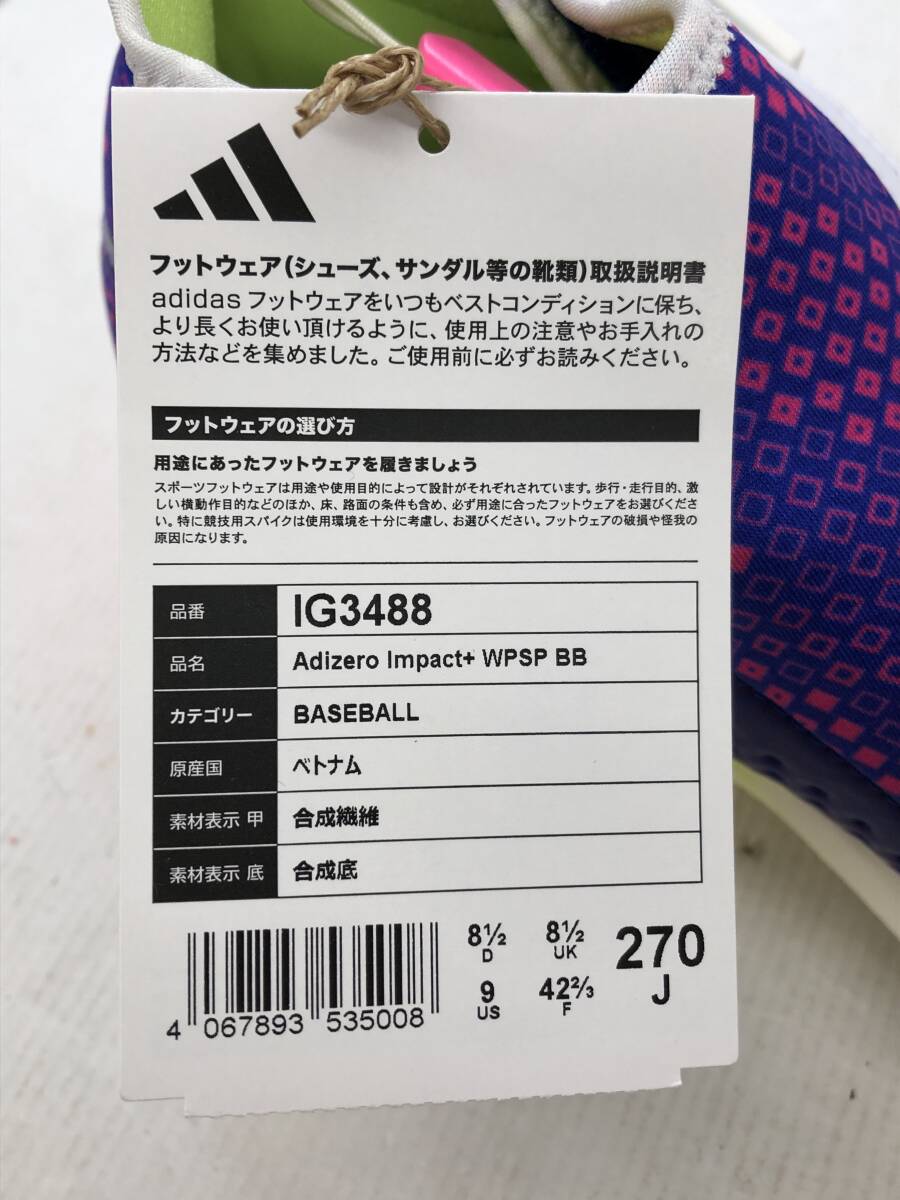 フットウェア(シューズ、サンダル等の靴類)取扱説明書
adidas フットウェアをいつもベストコンディションに保ち、
より長くお使い頂けるように、使用上の注意やお手入れの
方法などを集めました。ご使用前に必ずお読みください。
フットウェアの選び方
用途にあったフットウェアを履きましょう
スポーツフットウェアは用途や使用目的によって設計がそれぞれされています。歩行・走行目的、激
しい横動作目的などのほか、床、路面の条件も含め、必ず用途に合ったフットウェアをお選びくださ
い。特に競技用スパイクは使用環境を十分に考慮し、お選びください。フットウェアの破損や怪我の
原因になります。
品番 IG3488
品名 Adizero Impact+ WPSP BB
カテゴリー BASEBALL
原産国 ベトナム
素材表示 甲 合成繊維
素材表示 底 合成底
8½ D 8½ UK 270 J
9 US 42⅔ F
4 067893 535008